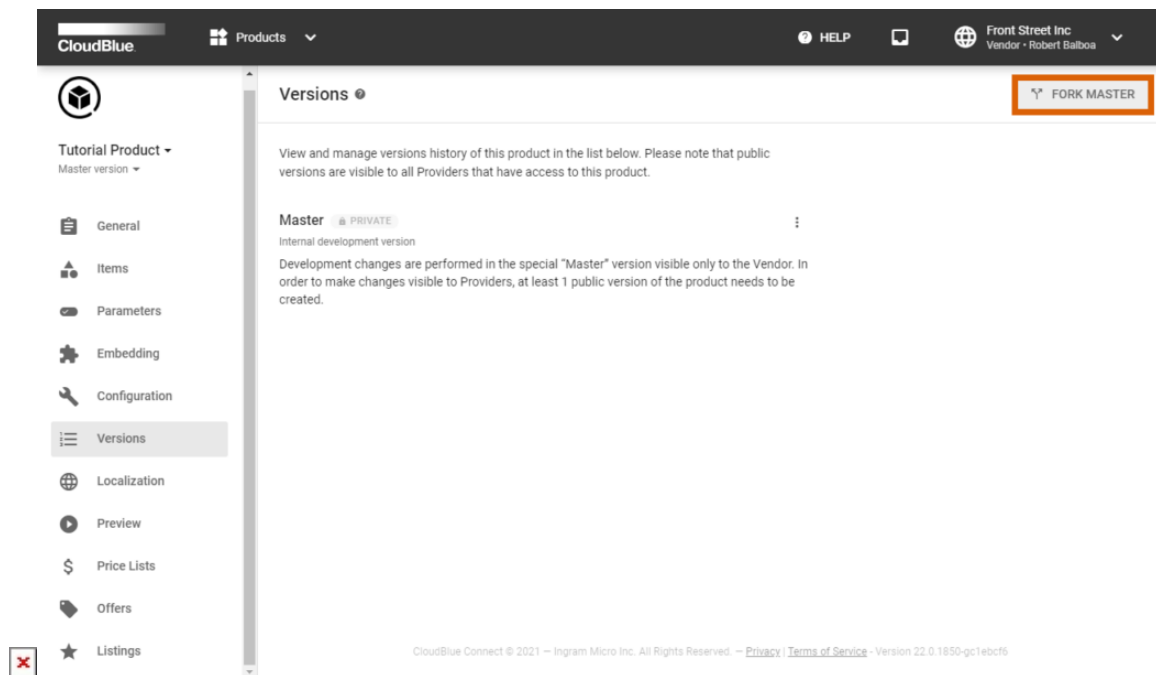 CloudBlue.
Products
HELP
Front Street Inc
Vendor • Robert Balboa
Tutorial Product
Master version
General
Items
Parameters
Embedding
Configuration
Versions
Localization
Preview
Price Lists
Offers
Listings
Versions
FORK MASTER
View and manage versions history of this product in the list below. Please note that public
versions are visible to all Providers that have access to this product.
Master PRIVATE
Internal development version
Development changes are performed in the special “Master” version visible only to the Vendor. In
order to make changes visible to Providers, at least 1 public version of the product needs to be
created.
CloudBlue Connect © 2021 — Ingram Micro Inc. All Rights Reserved. — Privacy | Terms of Service - Version 22.0.1850-gc1ebcf6